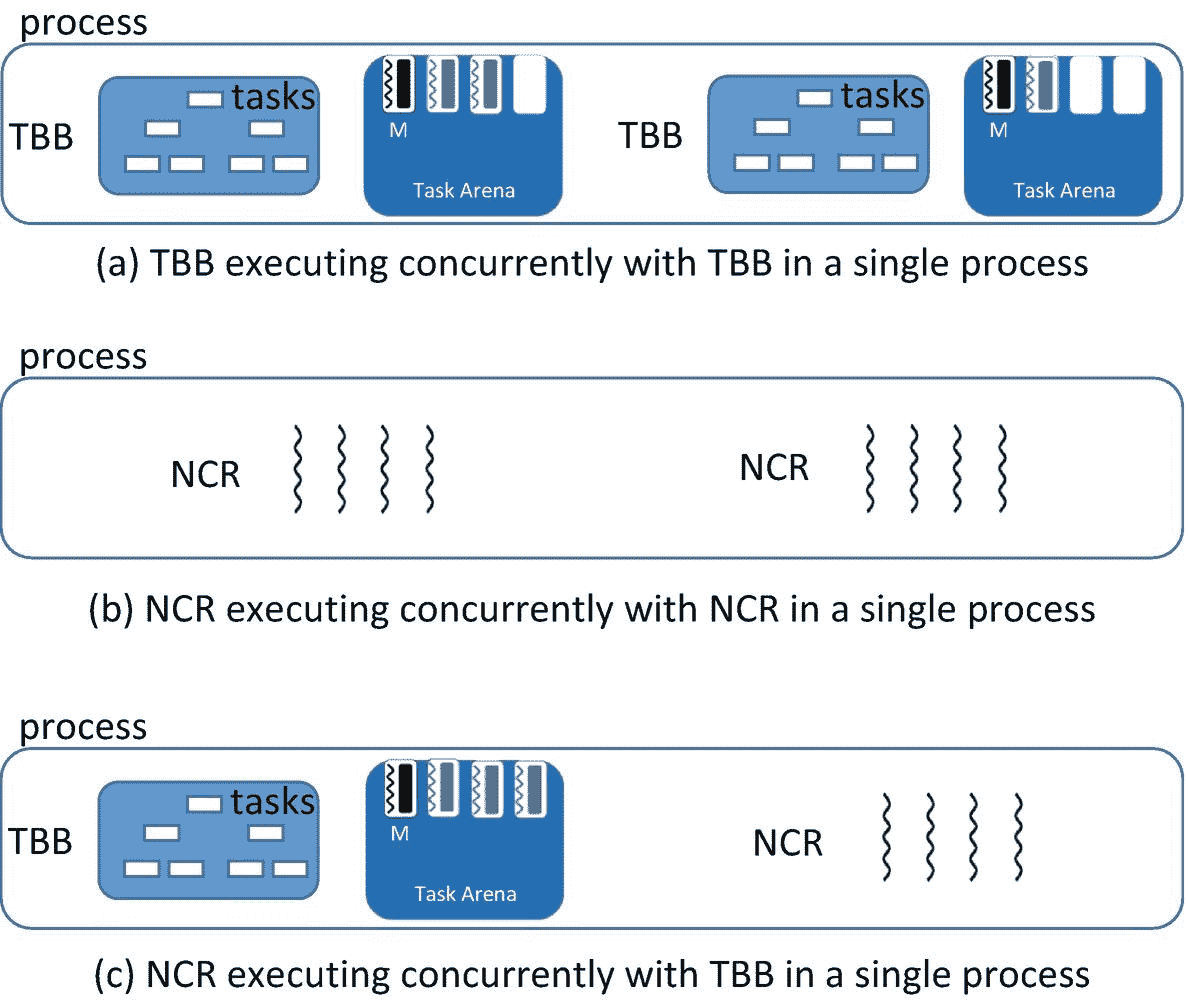 process
TBB tasks M Task Arena TBB tasks M Task Arena
(a) TBB executing concurrently with TBB in a single process
process
NCR NCR
(b) NCR executing concurrently with NCR in a single process
process
TBB tasks M Task Arena NCR
(c) NCR executing concurrently with TBB in a single process